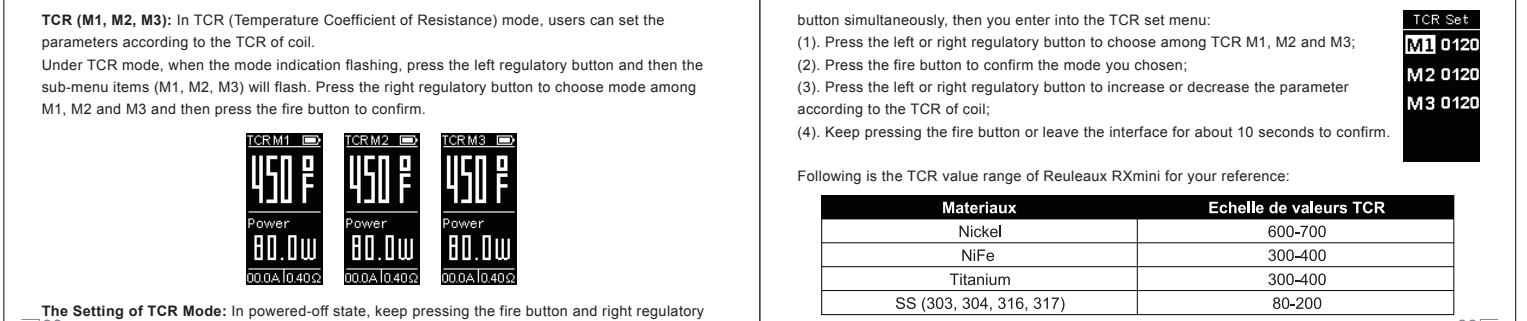 TCR (M1, M2, M3): In TCR (Temperature Coefficient of Resistance) mode, users can set the
parameters according to the TCR of coil.
Under TCR mode, when the mode indication flashing, press the left regulatory button and then the
sub-menu items (M1, M2, M3) will flash. Press the right regulatory button to choose mode among
M1, M2 and M3 and then press the fire button to confirm.
TCR M1
450 °F
Power
80.0W
00.0A 0.40Ω
TCR M2
450 °F
Power
80.0W
00.0A 0.40Ω
TCR M3
450 °F
Power
80.0W
00.0A 0.40Ω
The Setting of TCR Mode: In powered-off state, keep pressing the fire button and right regulatory
button simultaneously, then you enter into the TCR set menu:
(1). Press the left or right regulatory button to choose among TCR M1, M2 and M3;
(2). Press the fire button to confirm the mode you chosen;
(3). Press the left or right regulatory button to increase or decrease the parameter
according to the TCR of coil;
(4). Keep pressing the fire button or leave the interface for about 10 seconds to confirm.
TCR Set
M1 0120
M2 0120
M3 0120
Following is the TCR value range of Reuleaux RXmini for your reference:
Materiaux Echelle de valeurs TCR
Nickel 600-700
NiFe 300-400
Titanium 300-400
SS (303, 304, 316, 317) 80-200